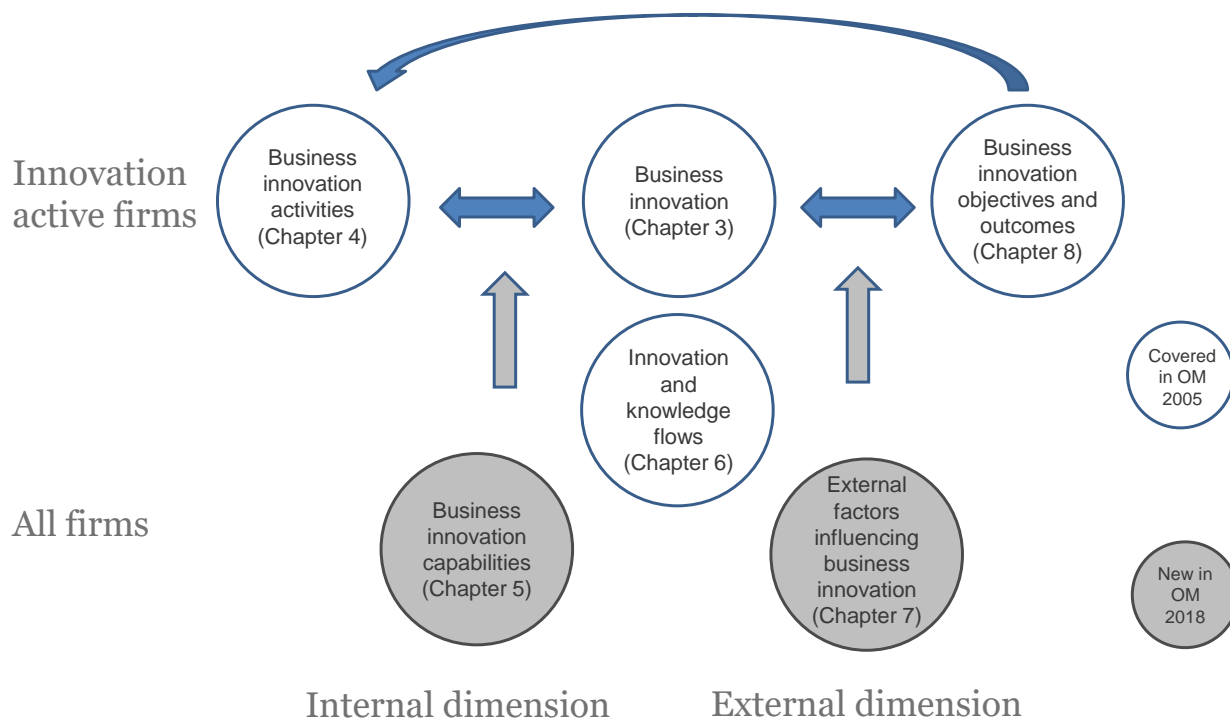 Innovation
active firms
Business
innovation
activities
(Chapter 4)
Business
innovation
(Chapter 3)
Business
innovation
objectives and
outcomes
(Chapter 8)
Innovation
and
knowledge
flows
(Chapter 6)
Covered
in OM
2005
All firms
Business
innovation
capabilities
(Chapter 5)
External
factors
influencing
business
innovation
(Chapter 7)
New in
OM
2018
Internal dimension
External dimension